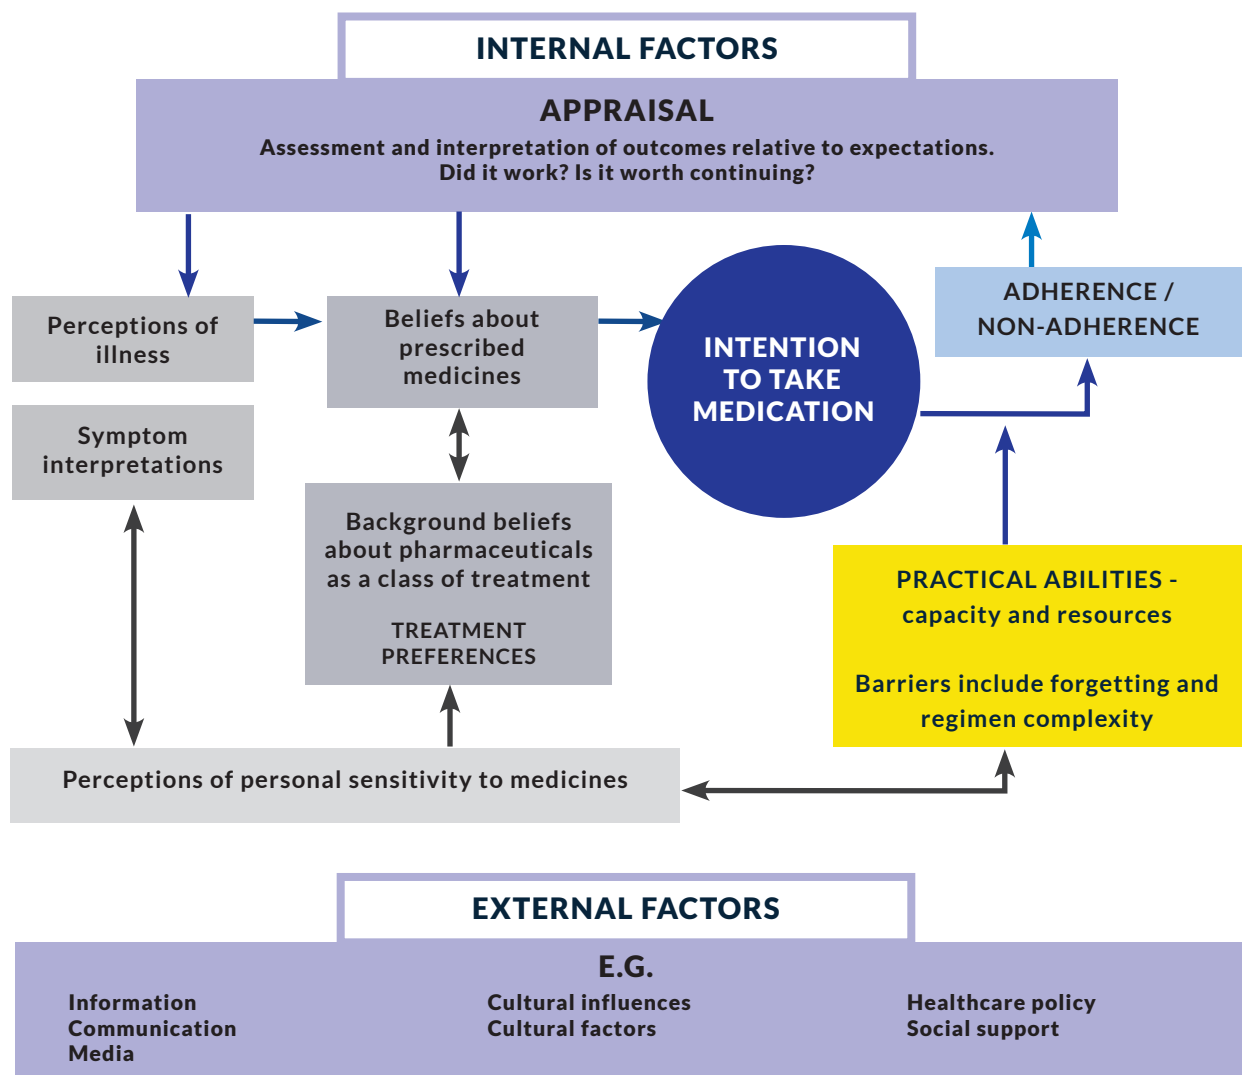 INTERNAL FACTORS
APPRAISAL
Assessment and interpretation of outcomes relative to expectations.
Did it work? Is it worth continuing?
Perceptions of
illness
Beliefs about
prescribed
medicines
INTENTION
TO TAKE
MEDICATION
ADHERENCE /
NON-ADHERENCE
Symptom
interpretations
Background beliefs
about pharmaceuticals
as a class of treatment
TREATMENT
PREFERENCES
PRACTICAL ABILITIES -
capacity and resources
Barriers include forgetting and
regimen complexity
Perceptions of personal sensitivity to medicines
EXTERNAL FACTORS
E.G.
Information
Communication
Media
Cultural influences
Cultural factors
Healthcare policy
Social support